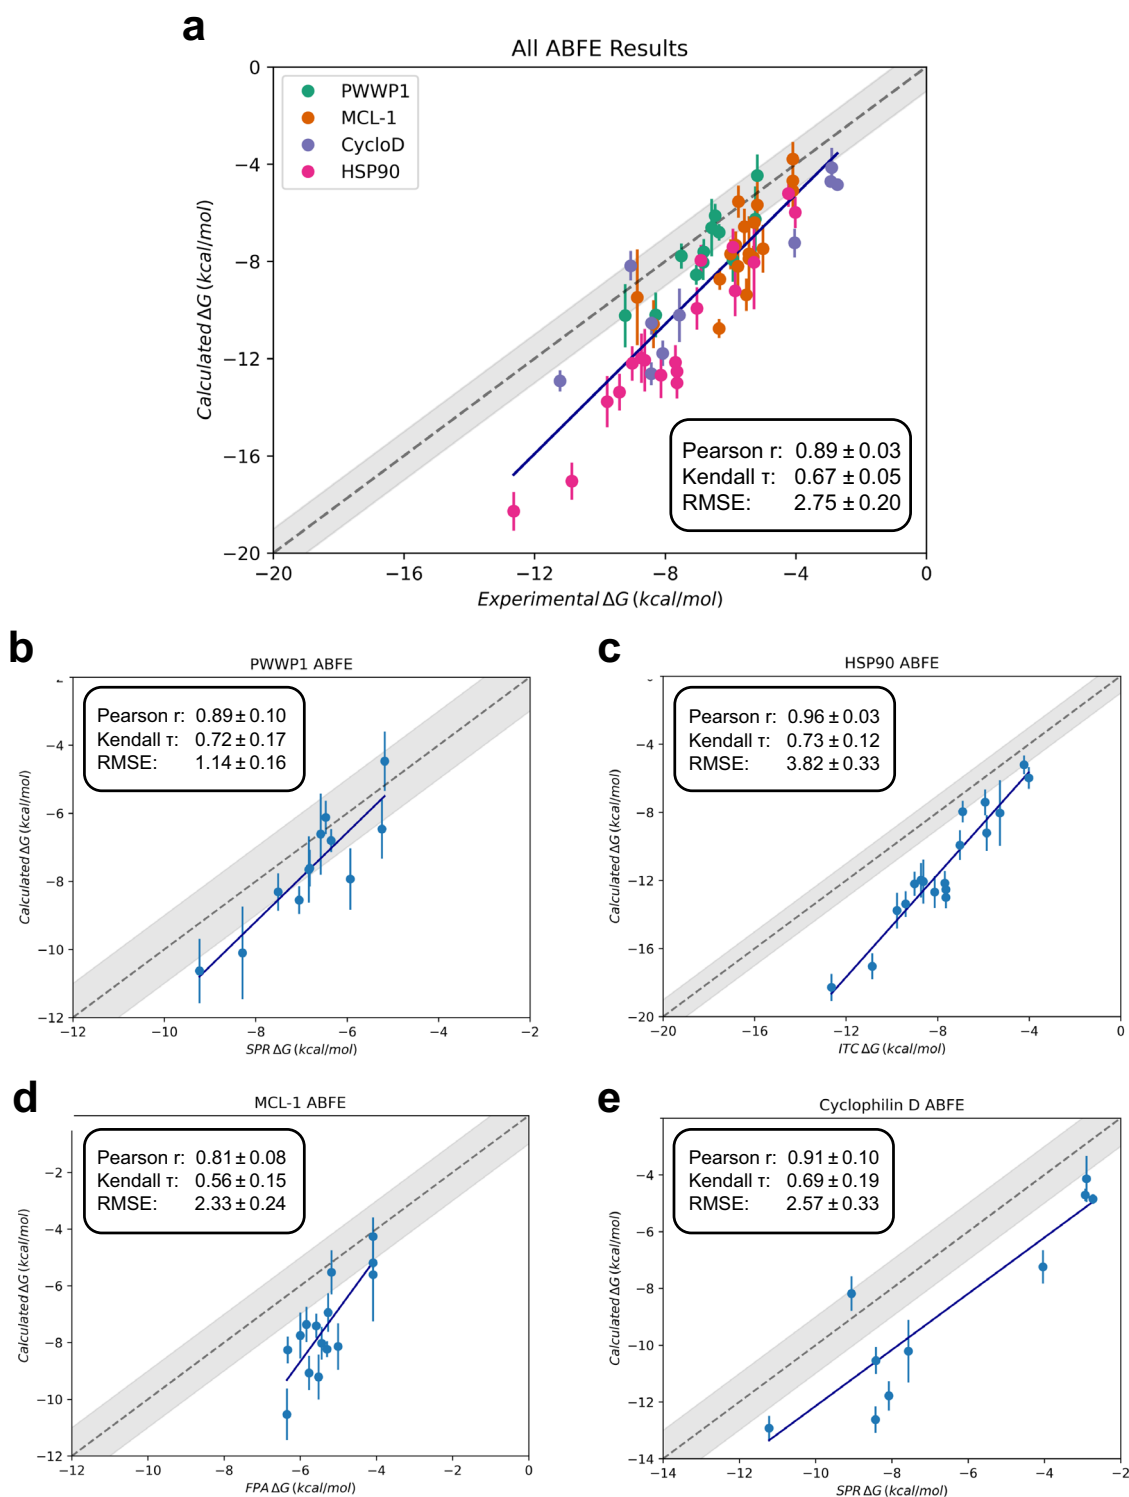 a
All ABFE Results
0
−4
−8
−12
−16
−20
Calculated ΔG (kcal/mol)
PWWP1
MCL-1
CycloD
HSP90
Pearson r: 0.89 ± 0.03
Kendall τ: 0.67 ± 0.05
RMSE: 2.75 ± 0.20
−20 −16 −12 −8 −4 0
Experimental ΔG (kcal/mol)
b
PWWP1 ABFE
Pearson r: 0.89 ± 0.10
Kendall τ: 0.72 ± 0.17
RMSE: 1.14 ± 0.16
−4
−6
−8
−10
−12
Calculated ΔG (kcal/mol)
−12 −10 −8 −6 −4 −2
SPR ΔG (kcal/mol)
c
HSP90 ABFE
Pearson r: 0.96 ± 0.03
Kendall τ: 0.73 ± 0.12
RMSE: 3.82 ± 0.33
−4
−8
−12
−16
−20
Calculated ΔG (kcal/mol)
−20 −16 −12 −8 −4 0
ITC ΔG (kcal/mol)
d
MCL-1 ABFE
Pearson r: 0.81 ± 0.08
Kendall τ: 0.56 ± 0.15
RMSE: 2.33 ± 0.24
−2
−4
−6
−8
−10
−12
Calculated ΔG (kcal/mol)
−12 −10 −8 −6 −4 −2 0
FPA ΔG (kcal/mol)
e
Cyclophilin D ABFE
Pearson r: 0.91 ± 0.10
Kendall τ: 0.69 ± 0.19
RMSE: 2.57 ± 0.33
−4
−6
−8
−10
−12
−14
Calculated ΔG (kcal/mol)
−14 −12 −10 −8 −6 −4 −2
SPR ΔG (kcal/mol)